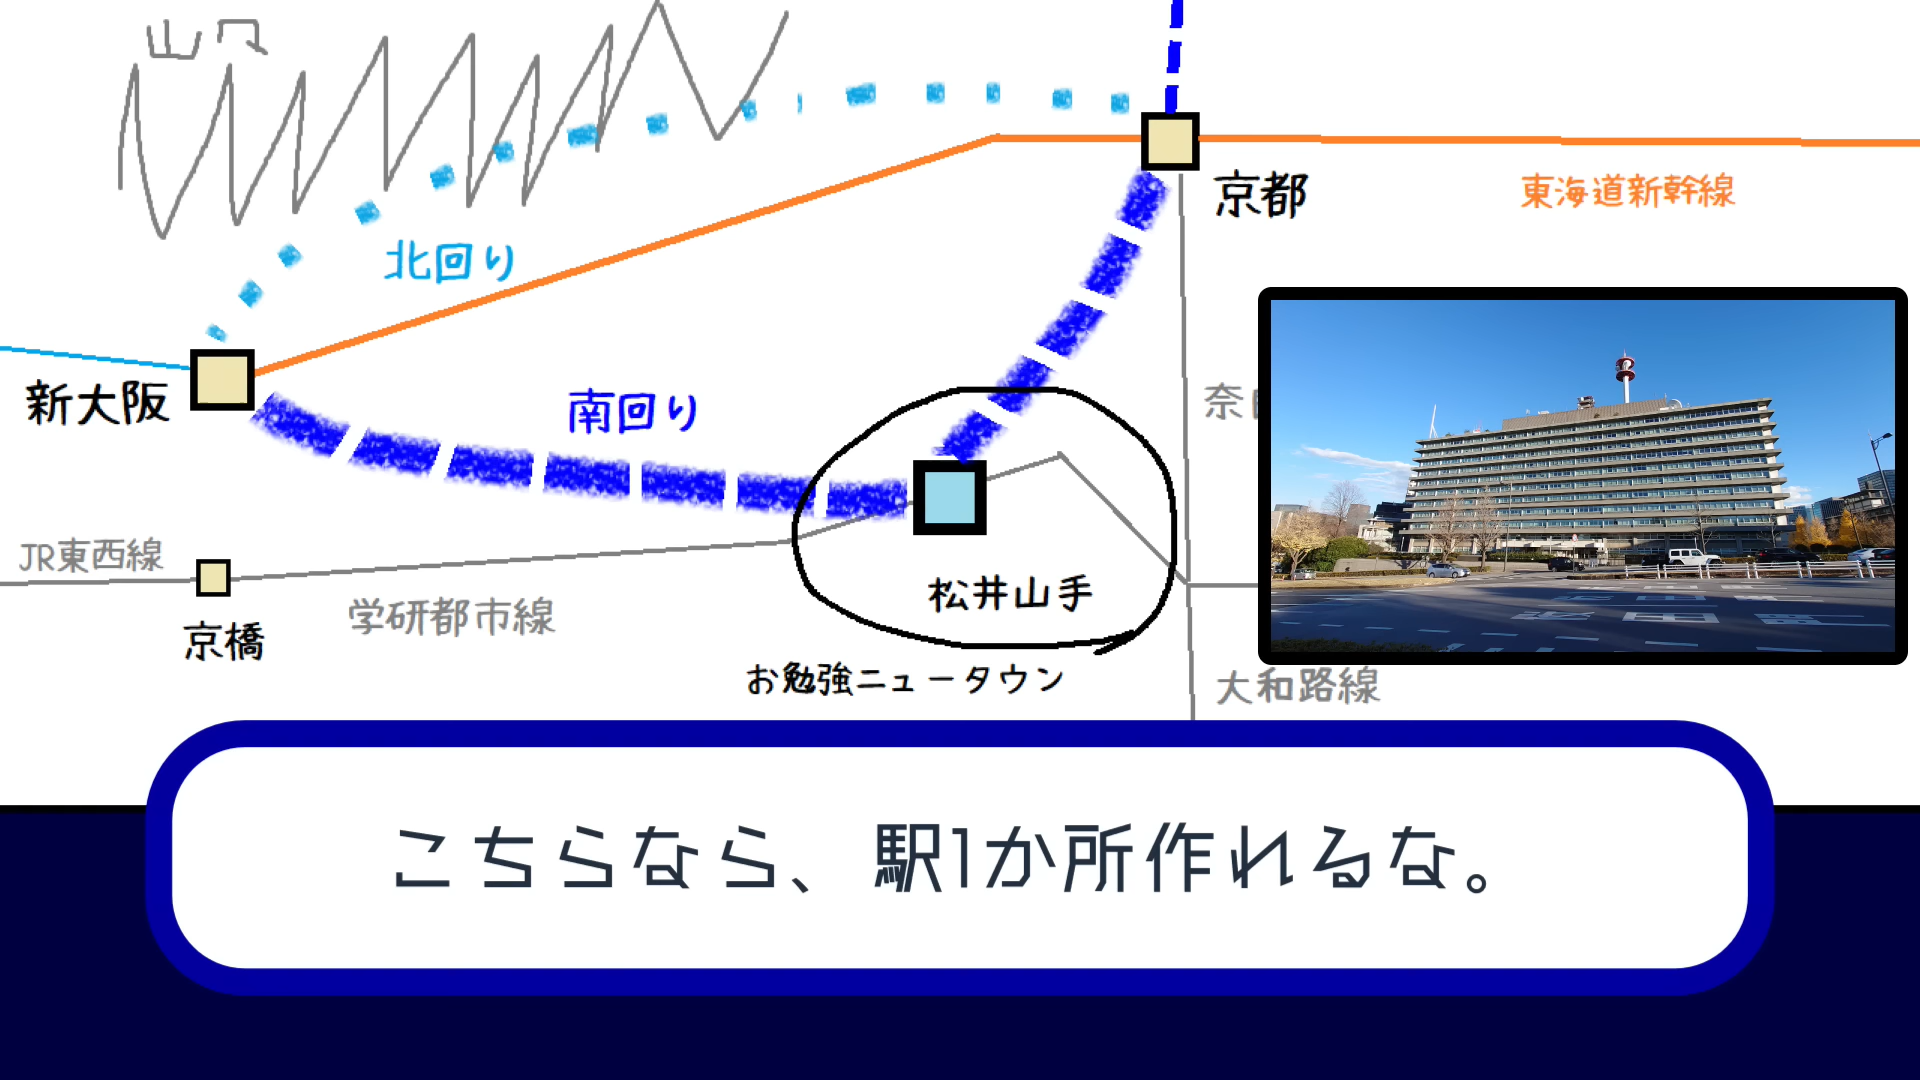 山穴
京都
東海道新幹線
北回り
新大阪
南回り
奈
JR東西線
京橋
学研都市線
松井山手
お勉強ニュータウン
大和路線
こちらなら、駅1か所作れるな。